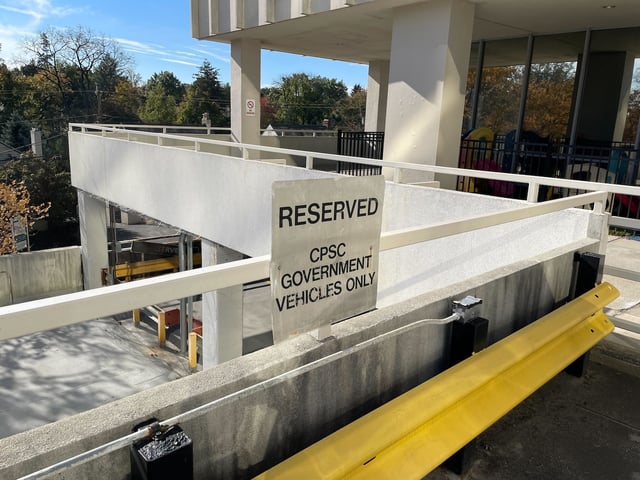 RESERVED
CPSC
GOVERNMENT
VEHICLES ONLY